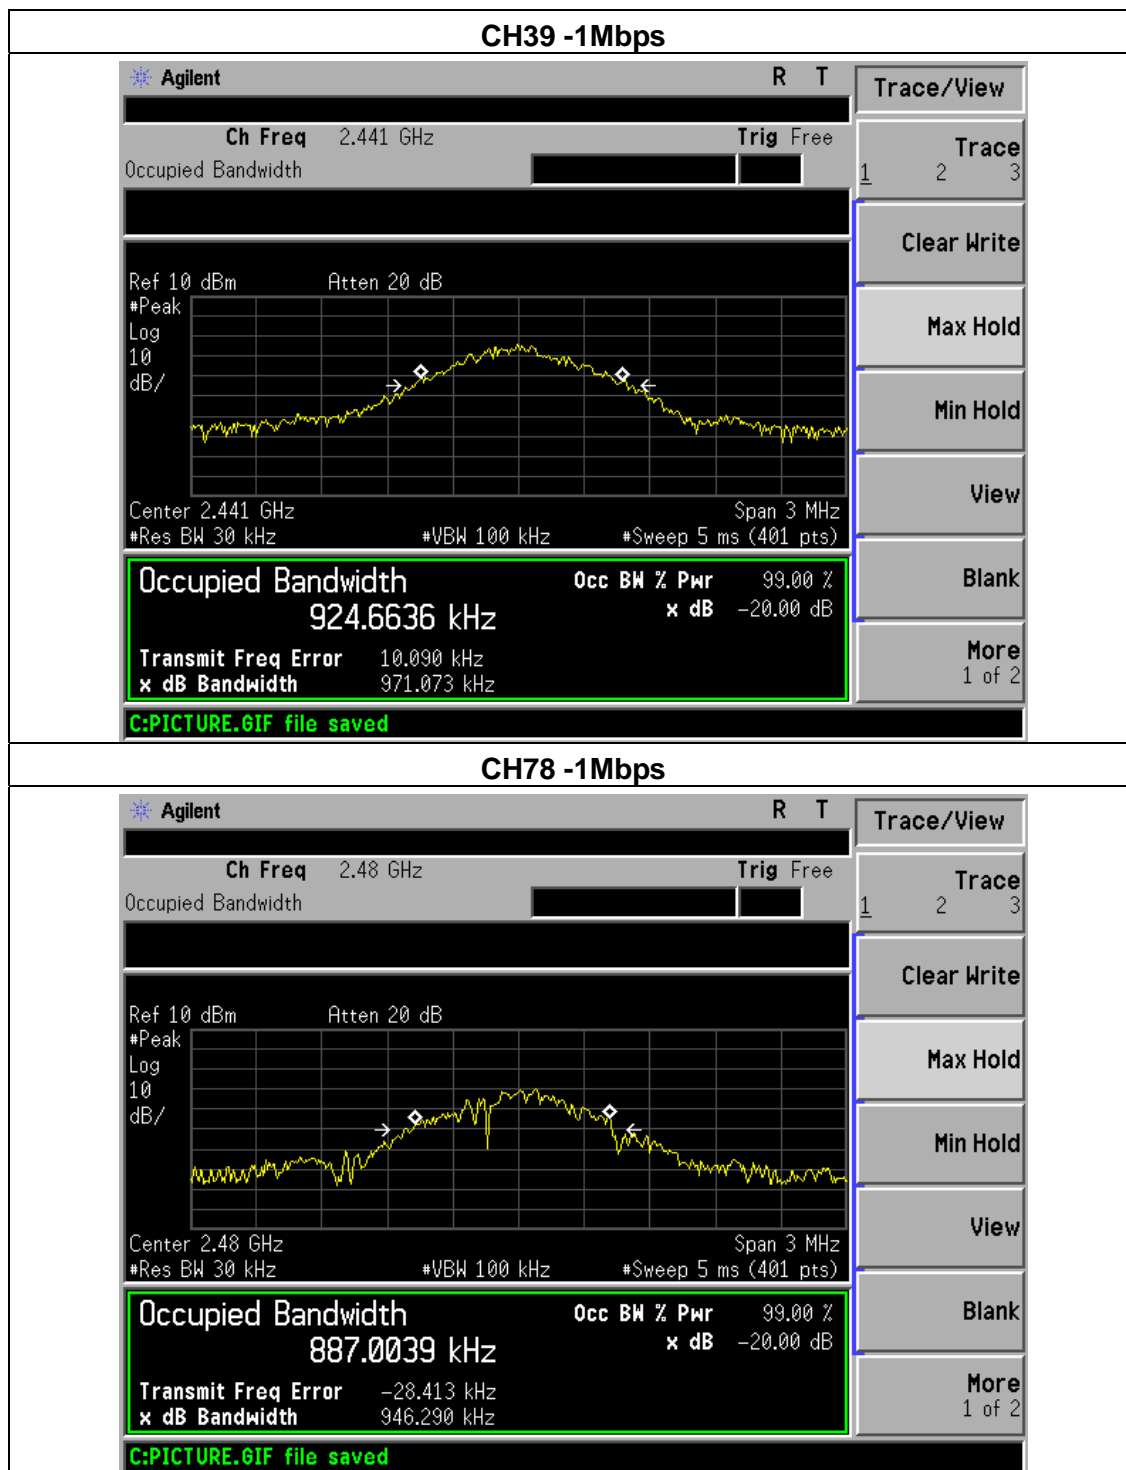 CH39 -1Mbps
Agilent R T
Trace/View
Ch Freq 2.441 GHz Trig Free
Occupied Bandwidth
Trace
1 2 3
Clear Write
Ref 10 dBm Atten 20 dB
#Peak
Log
10
dB/
Max Hold
Min Hold
View
Center 2.441 GHz Span 3 MHz
#Res BW 30 kHz #VBW 100 kHz #Sweep 5 ms (401 pts)
Occupied Bandwidth Occ BW % Pwr 99.00 %
924.6636 kHz x dB -20.00 dB
Blank
Transmit Freq Error 10.090 kHz
x dB Bandwidth 971.073 kHz
More
1 of 2
C:PICTURE.GIF file saved
CH78 -1Mbps
Agilent R T
Trace/View
Ch Freq 2.48 GHz Trig Free
Occupied Bandwidth
Trace
1 2 3
Clear Write
Ref 10 dBm Atten 20 dB
#Peak
Log
10
dB/
Max Hold
Min Hold
View
Center 2.48 GHz Span 3 MHz
#Res BW 30 kHz #VBW 100 kHz #Sweep 5 ms (401 pts)
Occupied Bandwidth Occ BW % Pwr 99.00 %
887.0039 kHz x dB -20.00 dB
Blank
Transmit Freq Error -28.413 kHz
x dB Bandwidth 946.290 kHz
More
1 of 2
C:PICTURE.GIF file saved